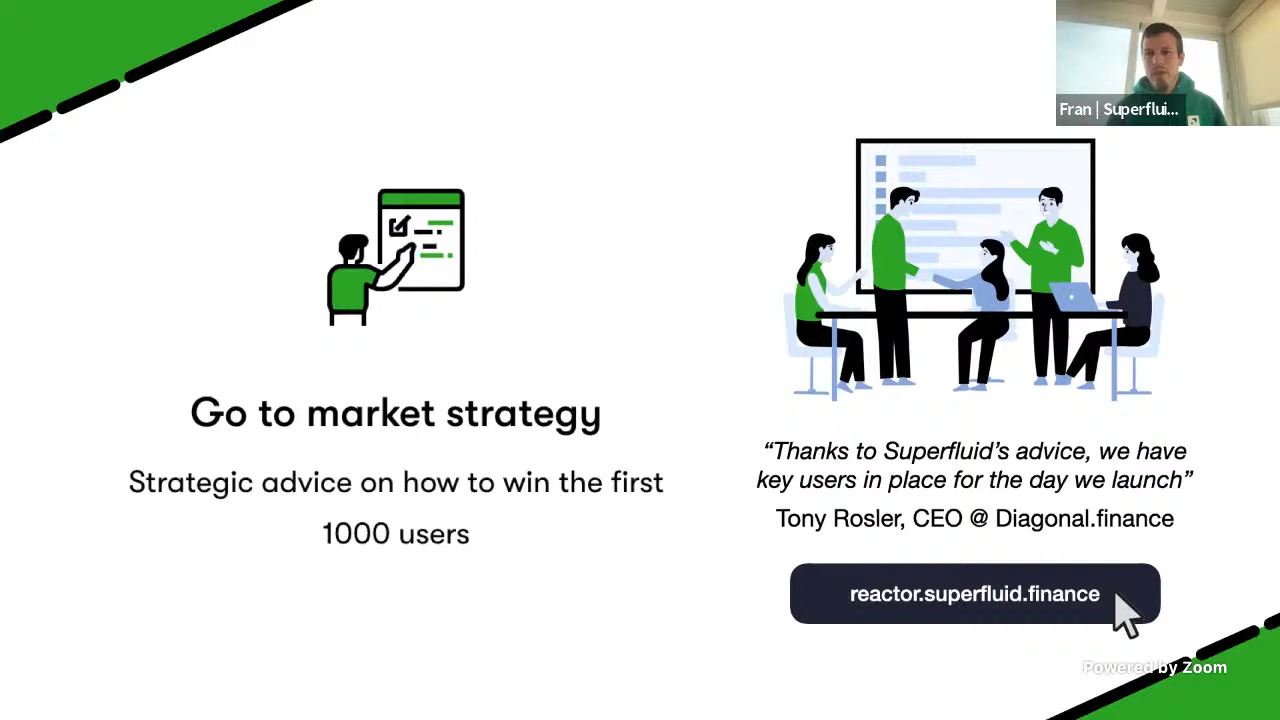 Fran | Superflui...
Go to market strategy
Strategic advice on how to win the first
1000 users
“Thanks to Superfluid’s advice, we have
key users in place for the day we launch”
Tony Rosler, CEO @ Diagonal.finance
reactor.superfluid.finance
Powered by Zoom